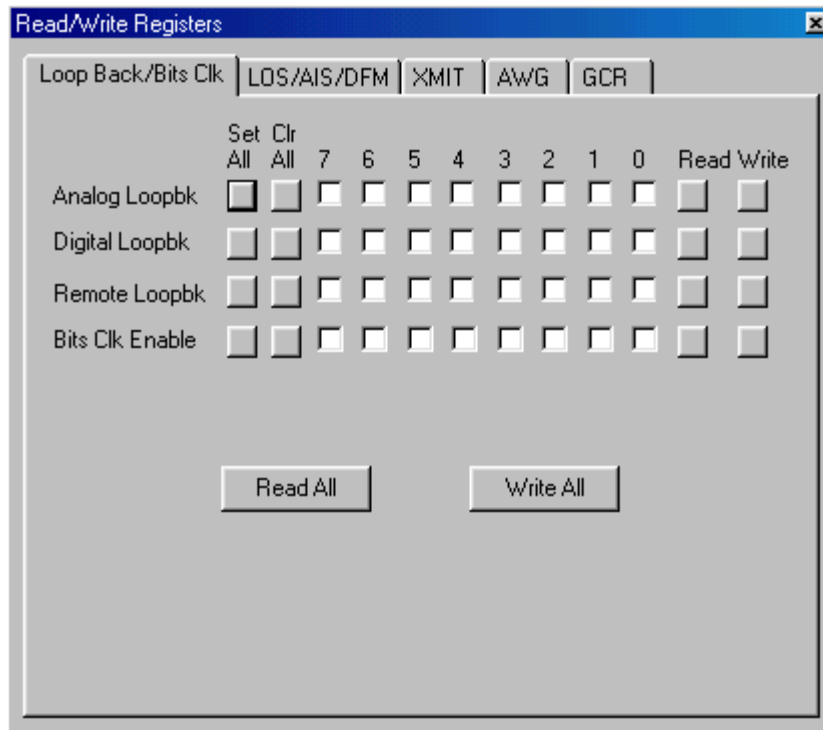 Read/Write Registers
Loop Back/Bits Clk LOS/AIS/DFM XMIT AWG GCR
Set Clr
All All 7 6 5 4 3 2 1 0 Read Write
Analog Loopbk
Digital Loopbk
Remote Loopbk
Bits Clk Enable
Read All Write All